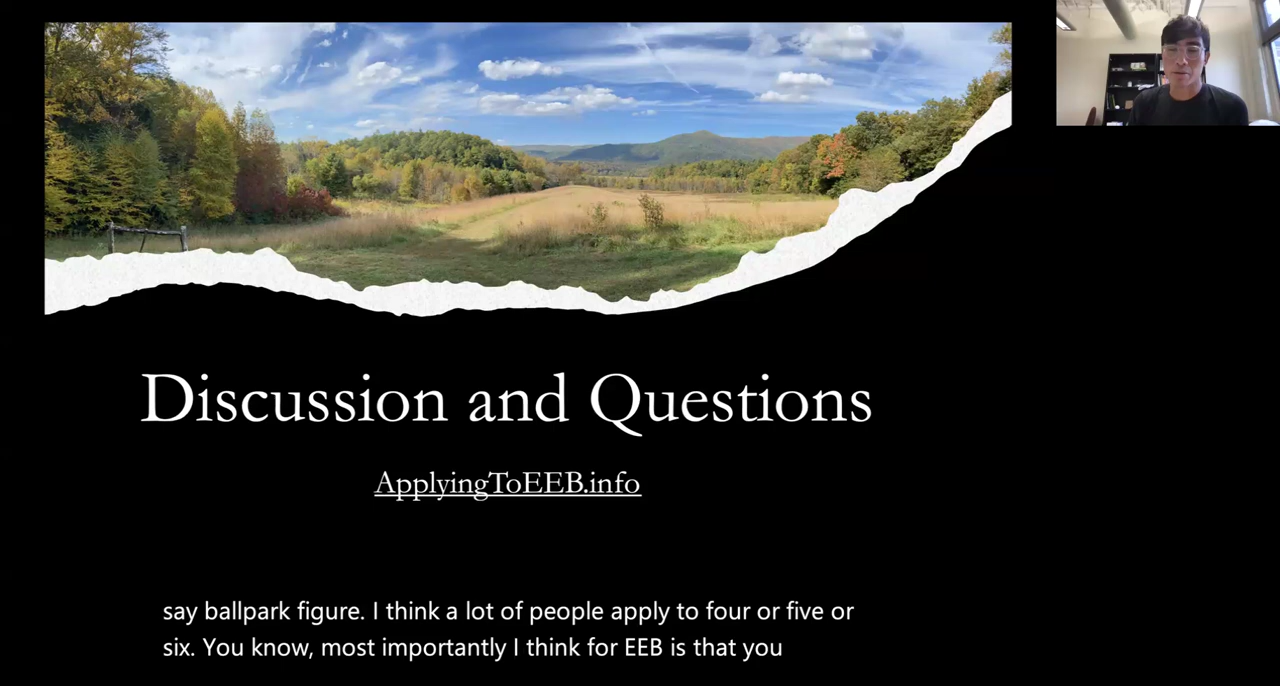 Discussion and Questions
ApplyingToEEB.info
say ballpark figure. I think a lot of people apply to four or five or
six. You know, most importantly I think for EEB is that you